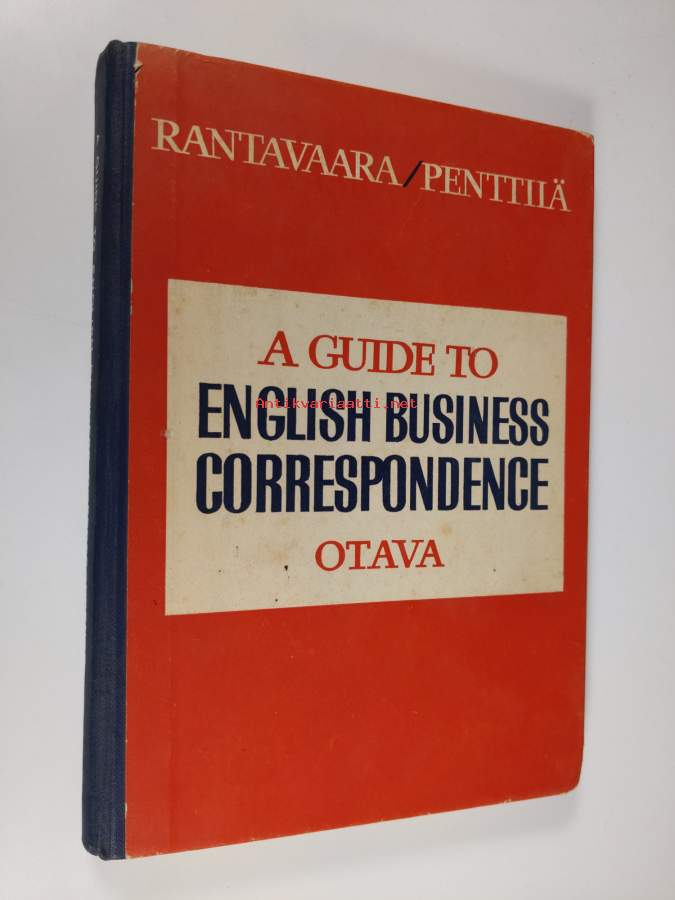 RANTAVAARA/PENTTILÄ
A GUIDE TO
ENGLISH BUSINESS
Antikvariaatti.net
CORRESPONDENCE
OTAVA